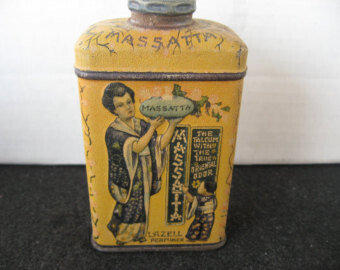 MASSATTA
MASSATTA
MASSATTA
THE
TALCUM
WITH
THE
TRUE
ORIENTAL
ODOR
LAZELL
PERFUMER